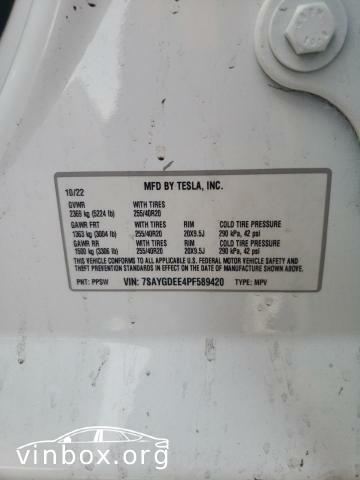 10/22 MFD BY TESLA, INC.
GVWR WITH TIRES
2369 kg (5224 lb) 255/40R20
GAWR FRT WITH TIRES RIM COLD TIRE PRESSURE
1363 kg (3004 lb) 255/40R20 20X9.5J 290 kPa, 42 psi
GAWR RR WITH TIRES RIM COLD TIRE PRESSURE
1500 kg (3306 lb) 255/40R20 20X9.5J 290 kPa, 42 psi
THIS VEHICLE CONFORMS TO ALL APPLICABLE U.S. FEDERAL MOTOR VEHICLE SAFETY AND
THEFT PREVENTION STANDARDS IN EFFECT ON THE DATE OF MANUFACTURE SHOWN ABOVE.
PNT: PPSW VIN: 7SAYGDEE4PF589420 TYPE: MPV
vinbox.org